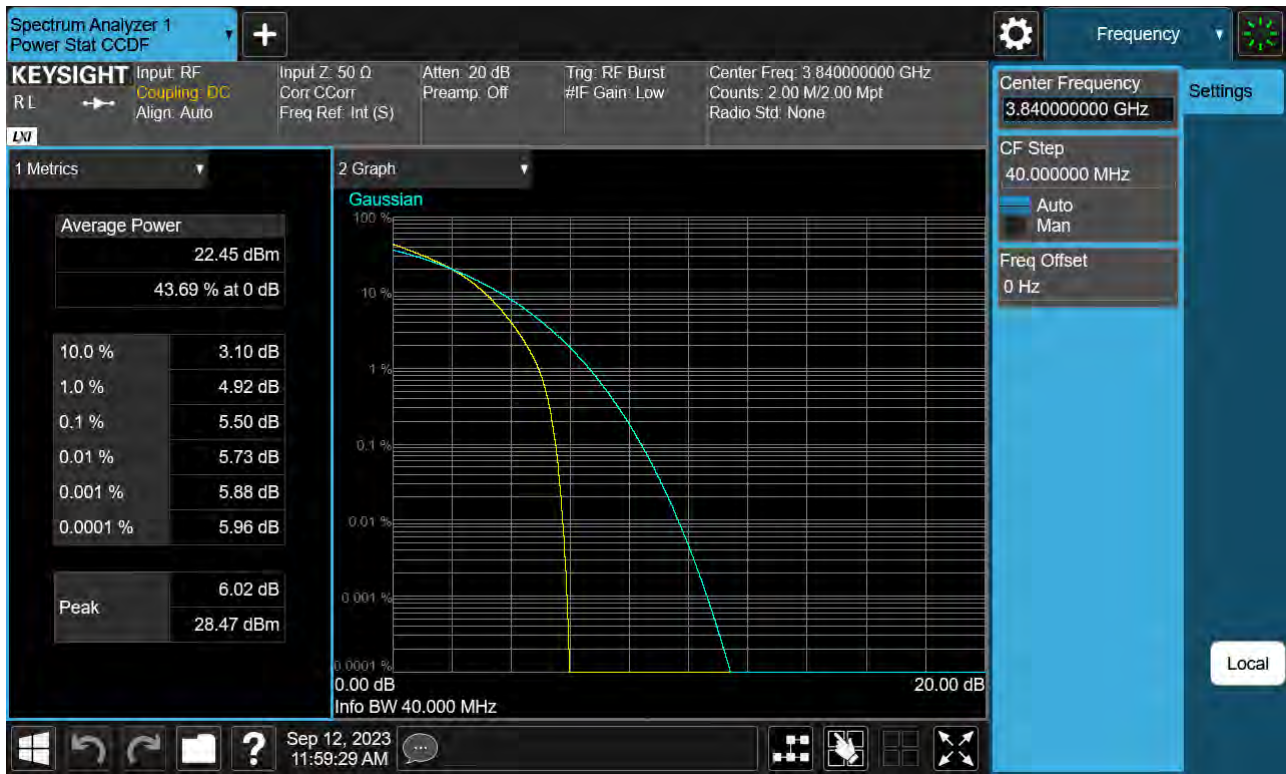 Spectrum Analyzer 1
Power Stat CCDF
Frequency
KEYSIGHT
RL
LXI
Input: RF
Coupling: DC
Align: Auto
Input Z: 50 Ω
Corr CCorr
Freq Ref: Int (S)
Atten: 20 dB
Preamp: Off
Trig: RF Burst
#IF Gain: Low
Center Freq: 3.840000000 GHz
Counts: 2.00 M/2.00 Mpt
Radio Std: None
Center Frequency
3.840000000 GHz
Settings
CF Step
40.000000 MHz
Auto
Man
Freq Offset
0 Hz
1 Metrics
Average Power
22.45 dBm
43.69 % at 0 dB
10.0 % 3.10 dB
1.0 % 4.92 dB
0.1 % 5.50 dB
0.01 % 5.73 dB
0.001 % 5.88 dB
0.0001 % 5.96 dB
Peak
6.02 dB
28.47 dBm
2 Graph
Gaussian
100 %
10 %
1 %
0.1 %
0.01 %
0.001 %
0.0001 %
0.00 dB 20.00 dB
Info BW 40.000 MHz
Local
?
Sep 12, 2023
11:59:29 AM